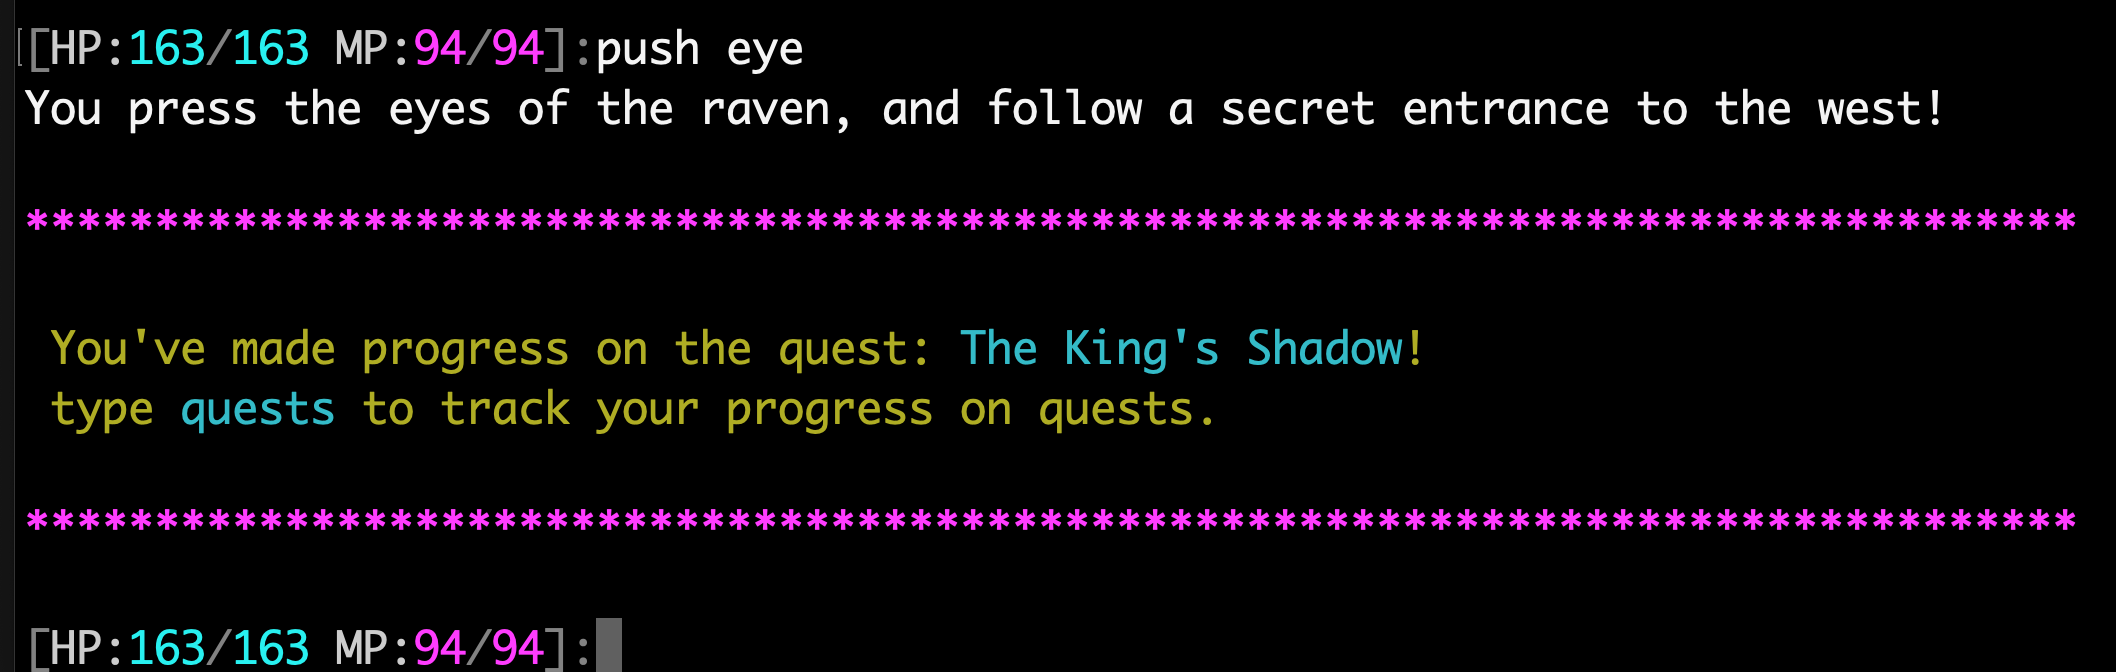 [HP:163/163 MP:94/94]:push eye
You press the eyes of the raven, and follow a secret entrance to the west!
*******************************************************************************
You've made progress on the quest: The King's Shadow!
type quests to track your progress on quests.
*******************************************************************************
[HP:163/163 MP:94/94]: